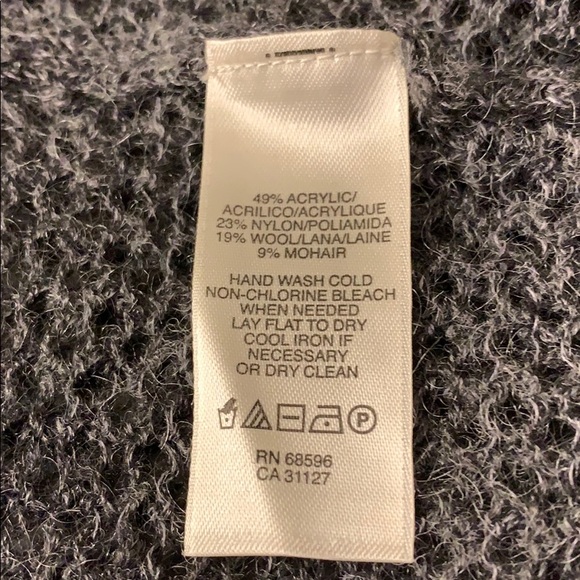 49% ACRYLIC/
ACRILICO/ACRYLIQUE
23% NYLON/POLIAMIDA
19% WOOL/LANA/LAINE
9% MOHAIR
HAND WASH COLD
NON-CHLORINE BLEACH
WHEN NEEDED
LAY FLAT TO DRY
COOL IRON IF
NECESSARY
OR DRY CLEAN
P
RN 68596
CA 31127